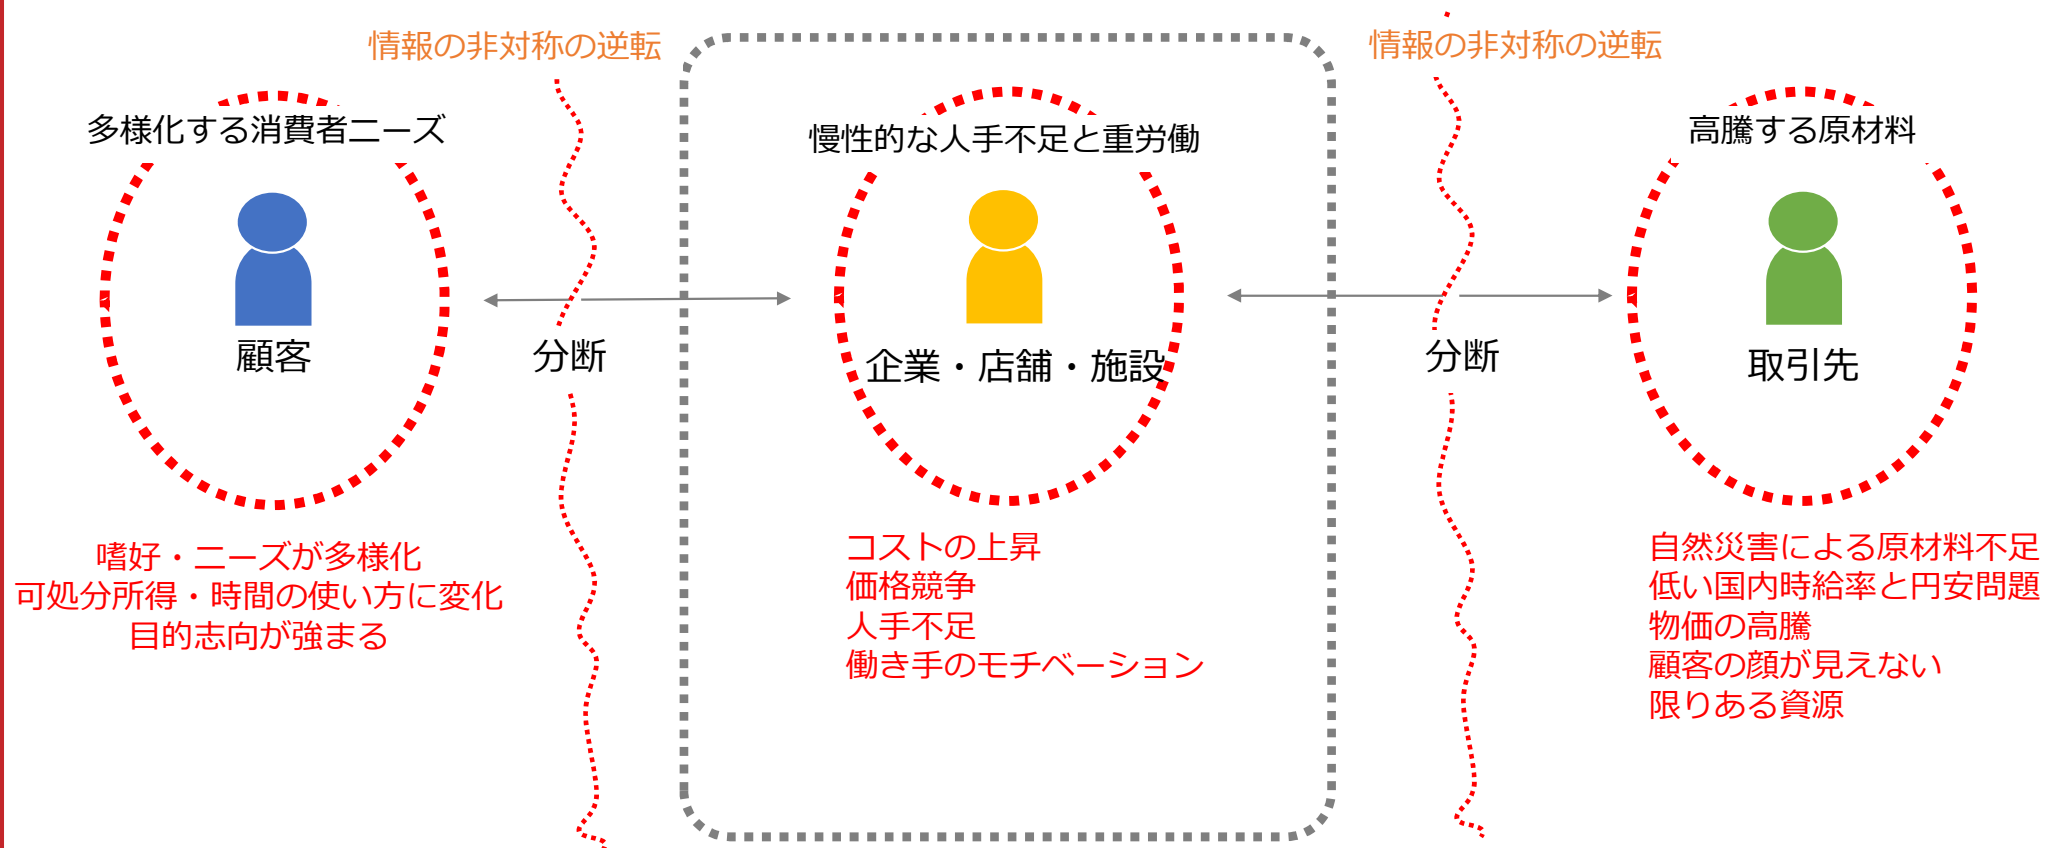 情報の非対称の逆転
情報の非対称の逆転
多様化する消費者ニーズ
慢性的な人手不足と重労働
高騰する原材料
顧客
分断
企業・店舗・施設
分断
取引先
嗜好・ニーズが多様化
可処分所得・時間の使い方に変化
目的志向が強まる
コストの上昇
価格競争
人手不足
働き手のモチベーション
自然災害による原材料不足
低い国内時給率と円安問題
物価の高騰
顧客の顔が見えない
限りある資源